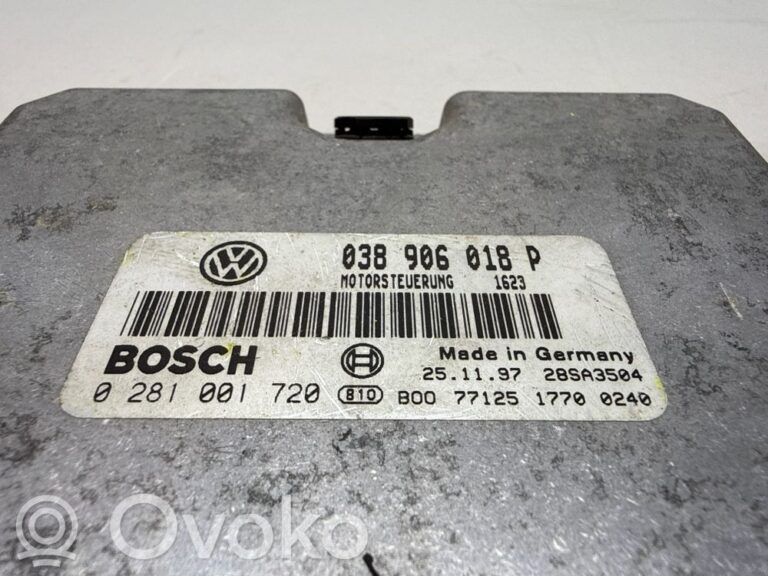 038 906 018 P
MOTORSTEUERUNG 1623
BOSCH
Made in Germany
25.11.97 28SA3504
0 281 001 720 810 B00 77125 1770 0240
Ovoko